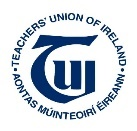 TEACHERS' UNION OF IRELAND
TUI
• AONTAS MÚINTEOIRÍ ÉIREANN •